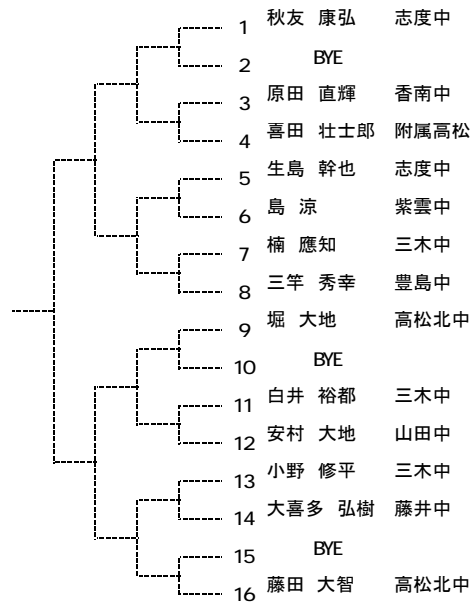 1 秋友 康弘 志度中
2 BYE
3 原田 直輝 香南中
4 喜田 壮士郎 附属高松
5 生島 幹也 志度中
6 島 涼 紫雲中
7 楠 應知 三木中
8 三竿 秀幸 豊島中
9 堀 大地 高松北中
10 BYE
11 白井 裕都 三木中
12 安村 大地 山田中
13 小野 修平 三木中
14 大喜多 弘樹 藤井中
15 BYE
16 藤田 大智 高松北中